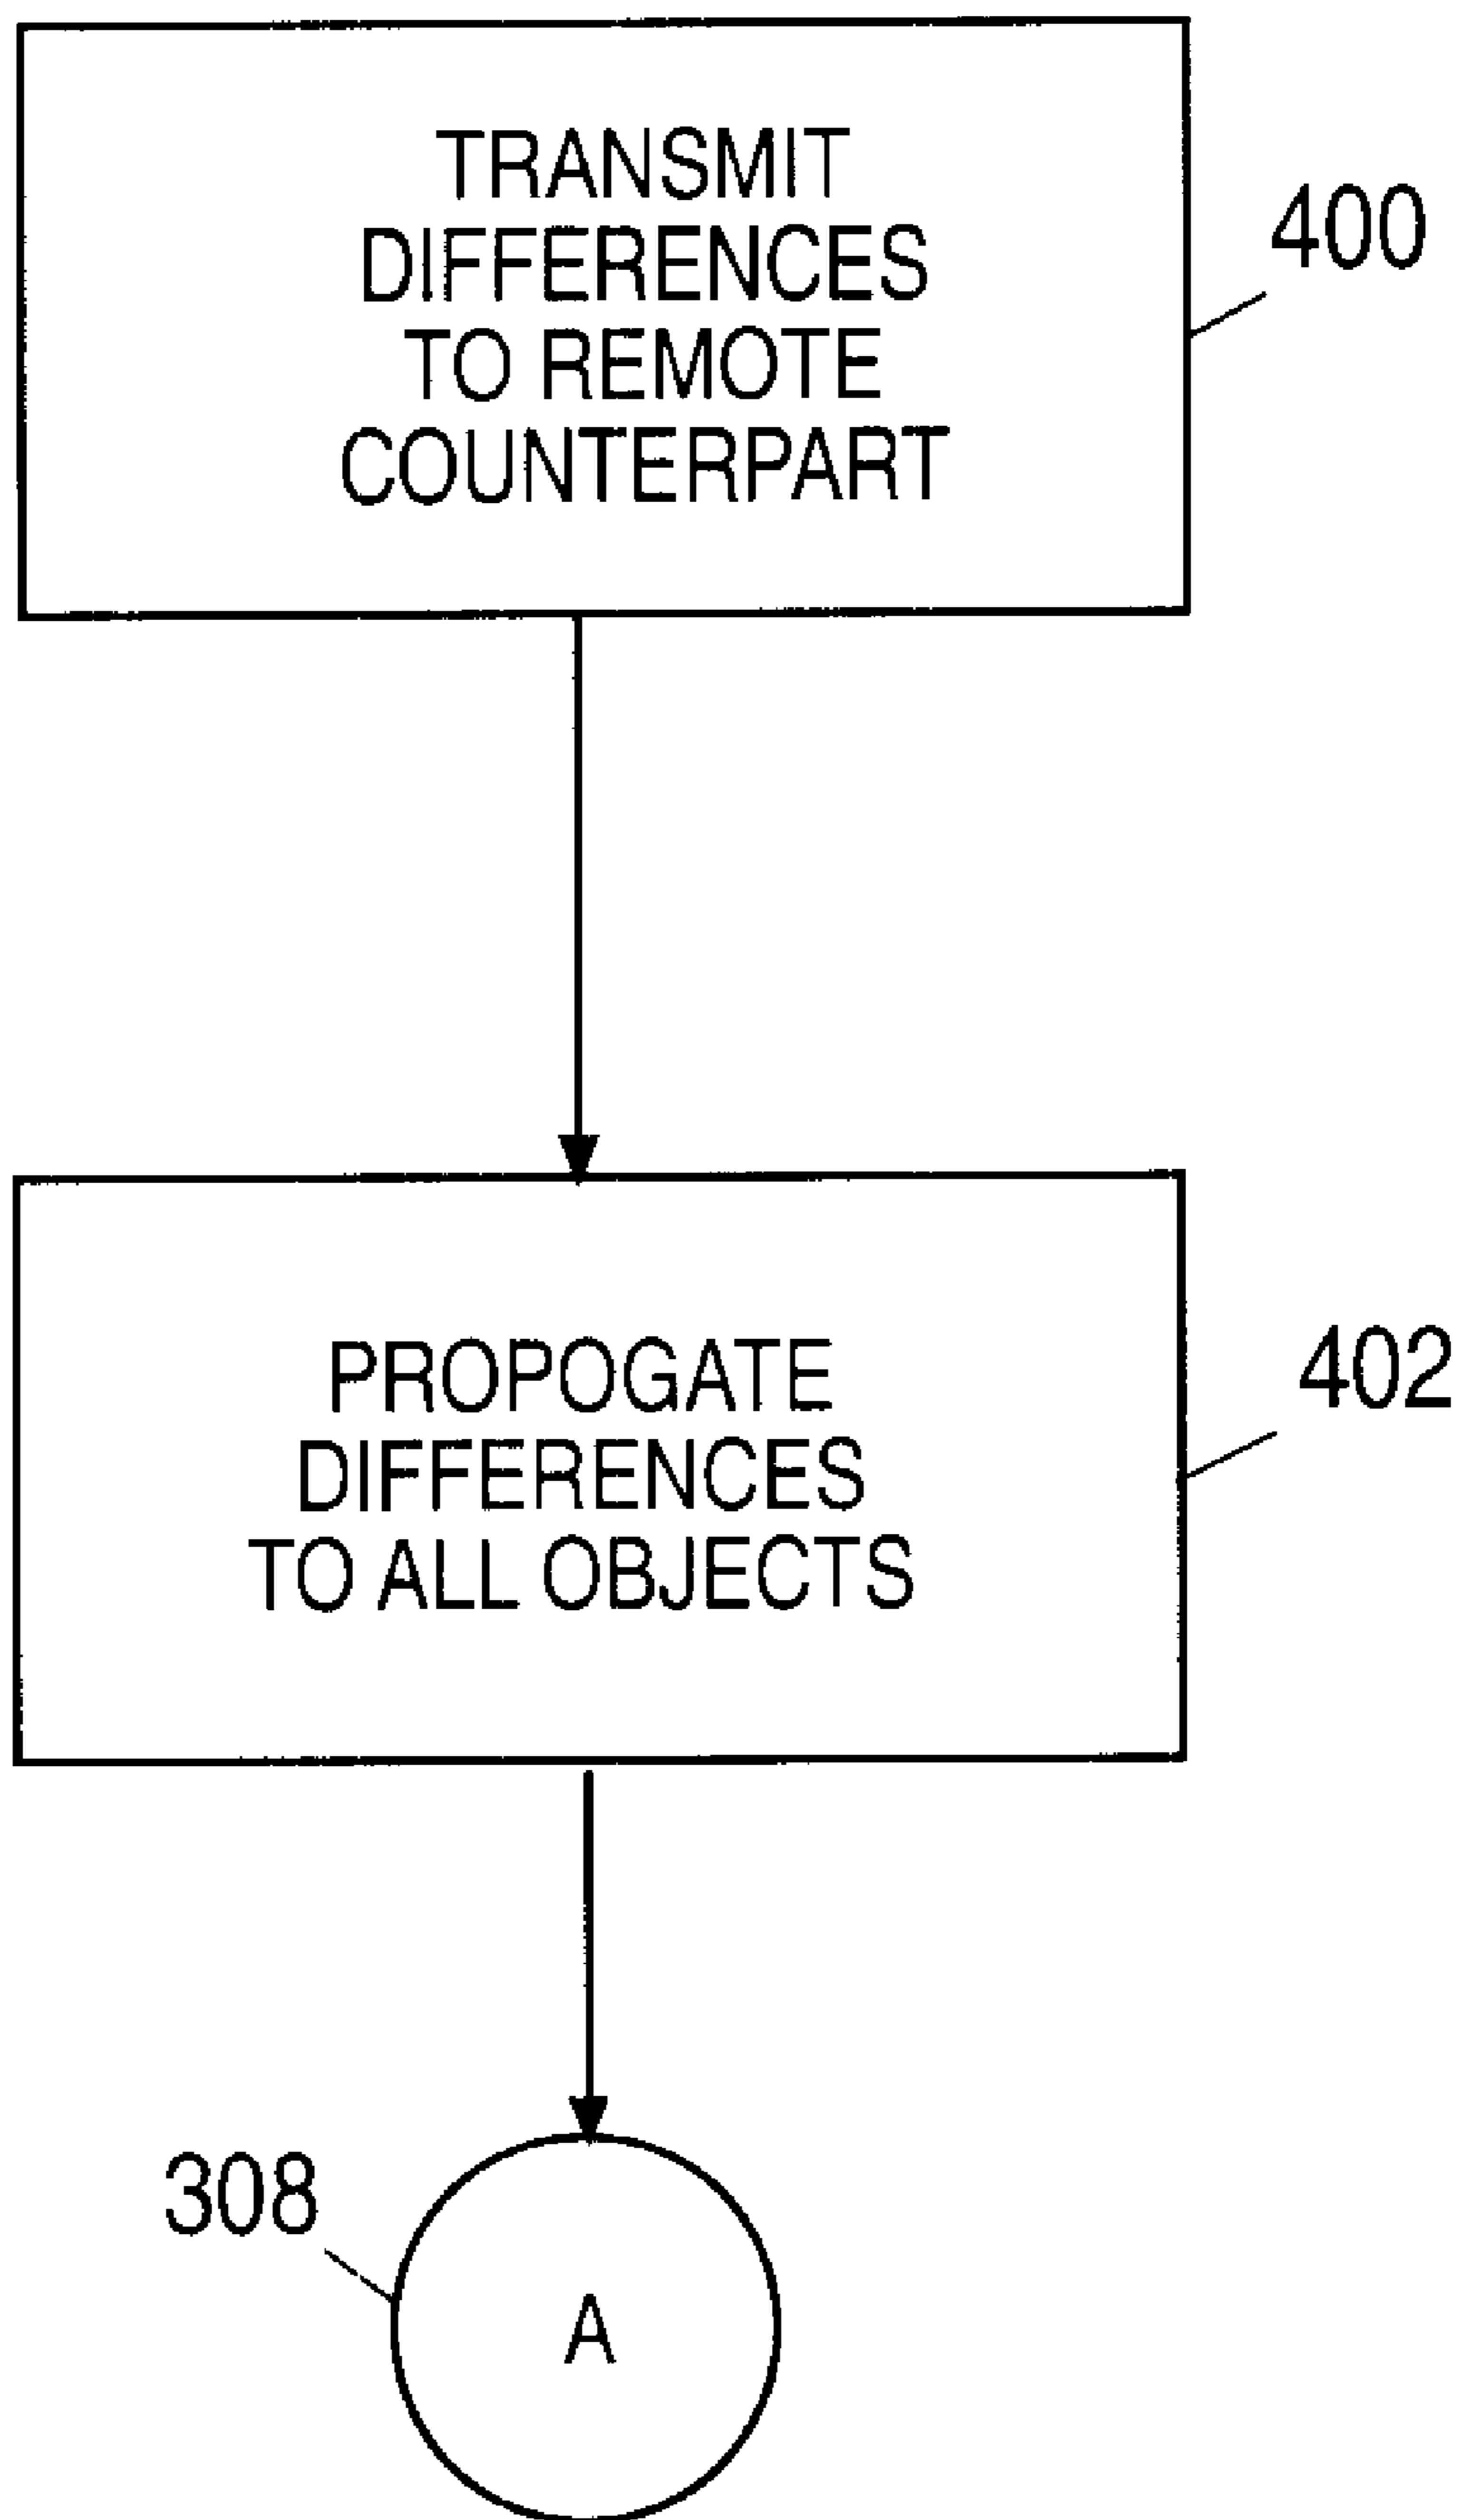 TRANSMIT
DIFFERENCES
TO REMOTE
COUNTERPART
400
PROPOGATE
DIFFERENCES
TO ALL OBJECTS
402
308
A